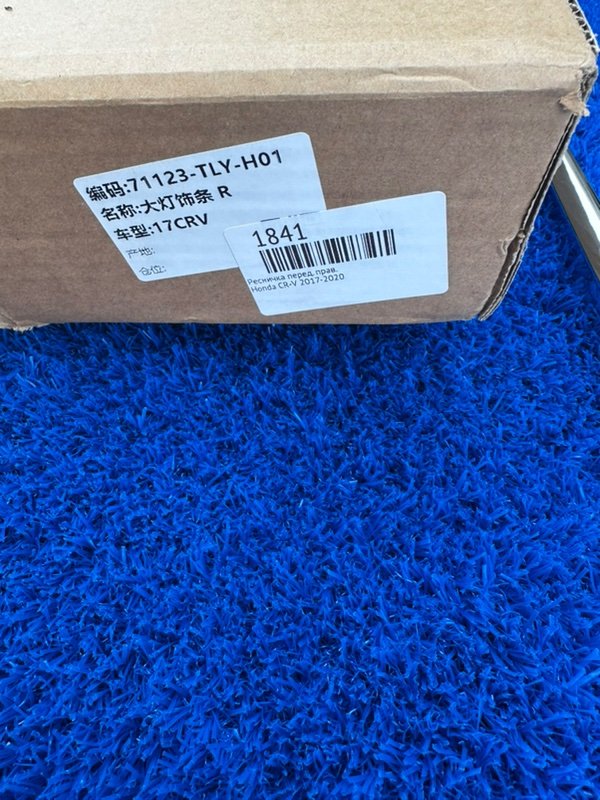 编码:71123-TLY-H01
名称:大灯饰条 R
车型:17CRV
产地:
仓位:
1841
Ресничка перед. прав.
Honda CR-V 2017-2020